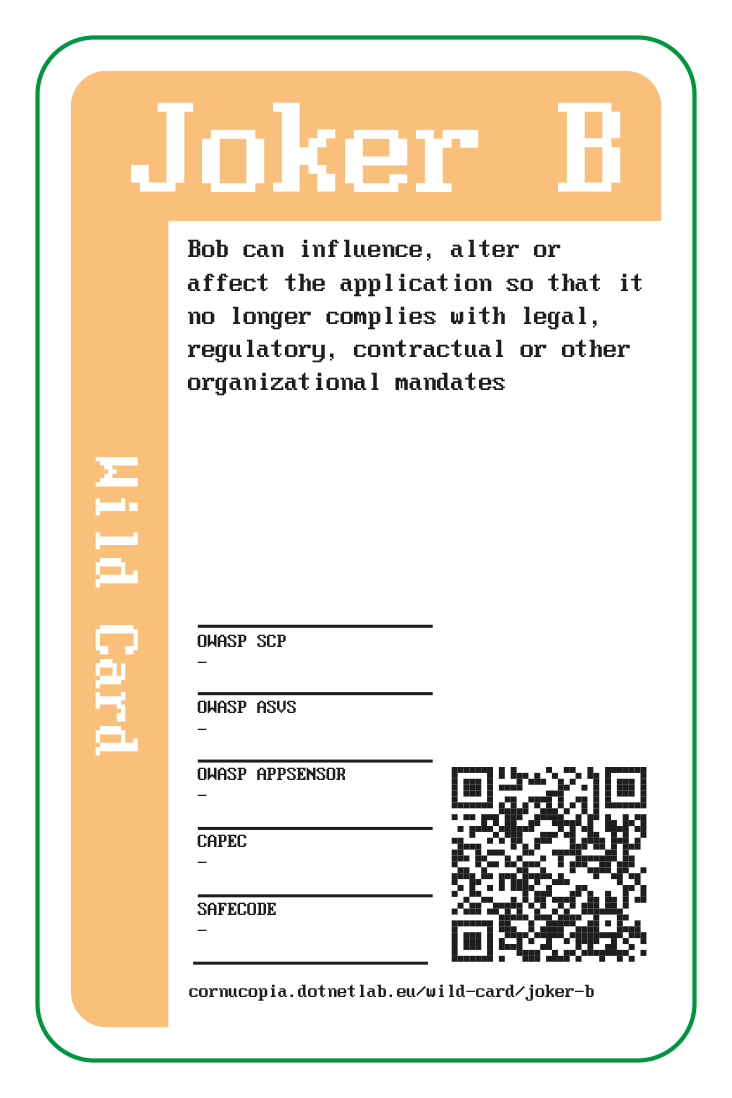 Joker B
Bob can influence, alter or
affect the application so that it
no longer complies with legal,
regulatory, contractual or other
organizational mandates
Wild Card
OWASP SCP
–
OWASP ASVS
–
OWASP APPSENSOR
–
CAPEC
–
SAFECODE
–
cornucopia.dotnetlab.eu/wild-card/joker-b